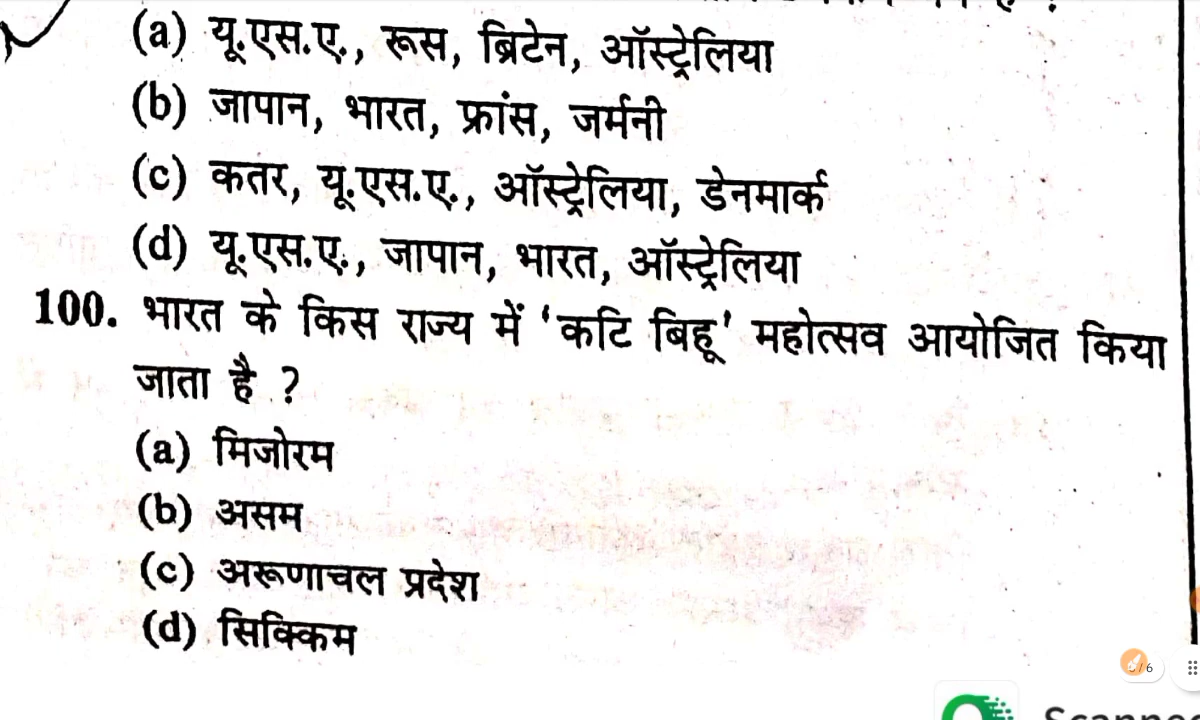 (a) यू.एस.ए., रूस, ब्रिटेन, ऑस्ट्रेलिया
(b) जापान, भारत, फ्रांस, जर्मनी
(c) कतर, यू.एस.ए., ऑस्ट्रेलिया, डेनमार्क
(d) यू.एस.ए., जापान, भारत, ऑस्ट्रेलिया
100. भारत के किस राज्य में ‘कटि बिहू’ महोत्सव आयोजित किया
जाता है ?
(a) मिजोरम
(b) असम
(c) अरूणाचल प्रदेश
(d) सिक्किम